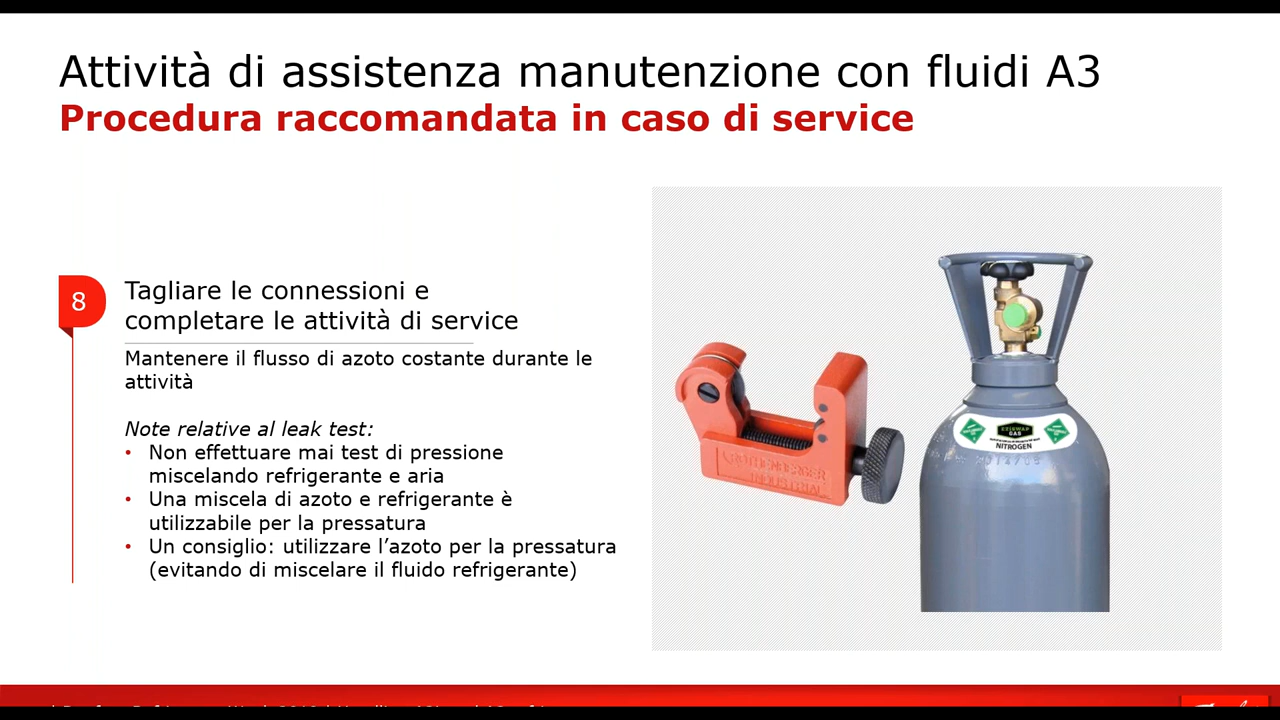 Attività di assistenza manutenzione con fluidi A3
Procedura raccomandata in caso di service
8
Tagliare le connessioni e
completare le attività di service
Mantenere il flusso di azoto costante durante le
attività
Note relative al leak test:
• Non effettuare mai test di pressione
miscelando refrigerante e aria
• Una miscela di azoto e refrigerante è
utilizzabile per la pressatura
• Un consiglio: utilizzare l’azoto per la pressatura
(evitando di miscelare il fluido refrigerante)
ROTHENBERGER
INDUSTRIAL
GAS
NITROGEN